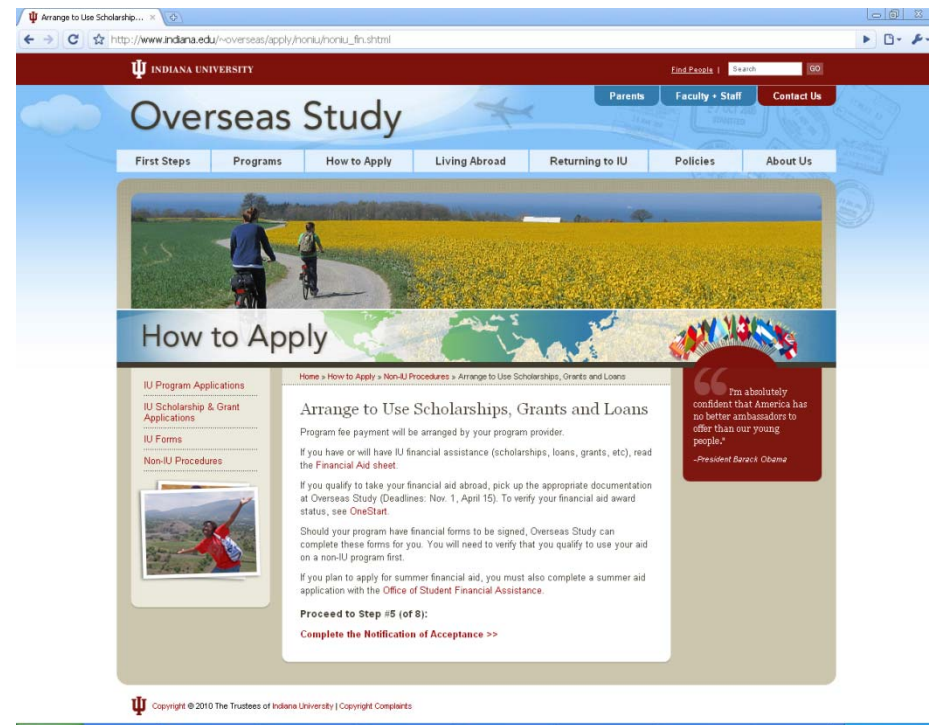 Arrange to Use Scholarship...
http://www.indiana.edu/~overseas/apply/noniu/noniu_fin.shtml
INDIANA UNIVERSITY
Find People |
Search
GO
Parents
Faculty + Staff
Contact Us
Overseas Study
First Steps
Programs
How to Apply
Living Abroad
Returning to IU
Policies
About Us
How to Apply
IU Program Applications
IU Scholarship & Grant
Applications
IU Forms
Non-IU Procedures
Home » How to Apply » Non-IU Procedures » Arrange to Use Scholarships, Grants and Loans
Arrange to Use Scholarships, Grants and Loans
Program fee payment will be arranged by your program provider.
If you have or will have IU financial assistance (scholarships, loans, grants, etc), read
the Financial Aid sheet.
If you qualify to take your financial aid abroad, pick up the appropriate documentation
at Overseas Study (Deadlines: Nov. 1, April 15). To verify your financial aid award
status, see OneStart.
Should your program have financial forms to be signed, Overseas Study can
complete these forms for you. You will need to verify that you qualify to use your aid
on a non-IU program first.
If you plan to apply for summer financial aid, you must also complete a summer aid
application with the Office of Student Financial Assistance.
Proceed to Step #5 (of 8):
Complete the Notification of Acceptance >>
“ I'm absolutely
confident that America has
no better ambassadors to
offer than our young
people."
-President Barack Obama
Copyright © 2010 The Trustees of Indiana University | Copyright Complaints